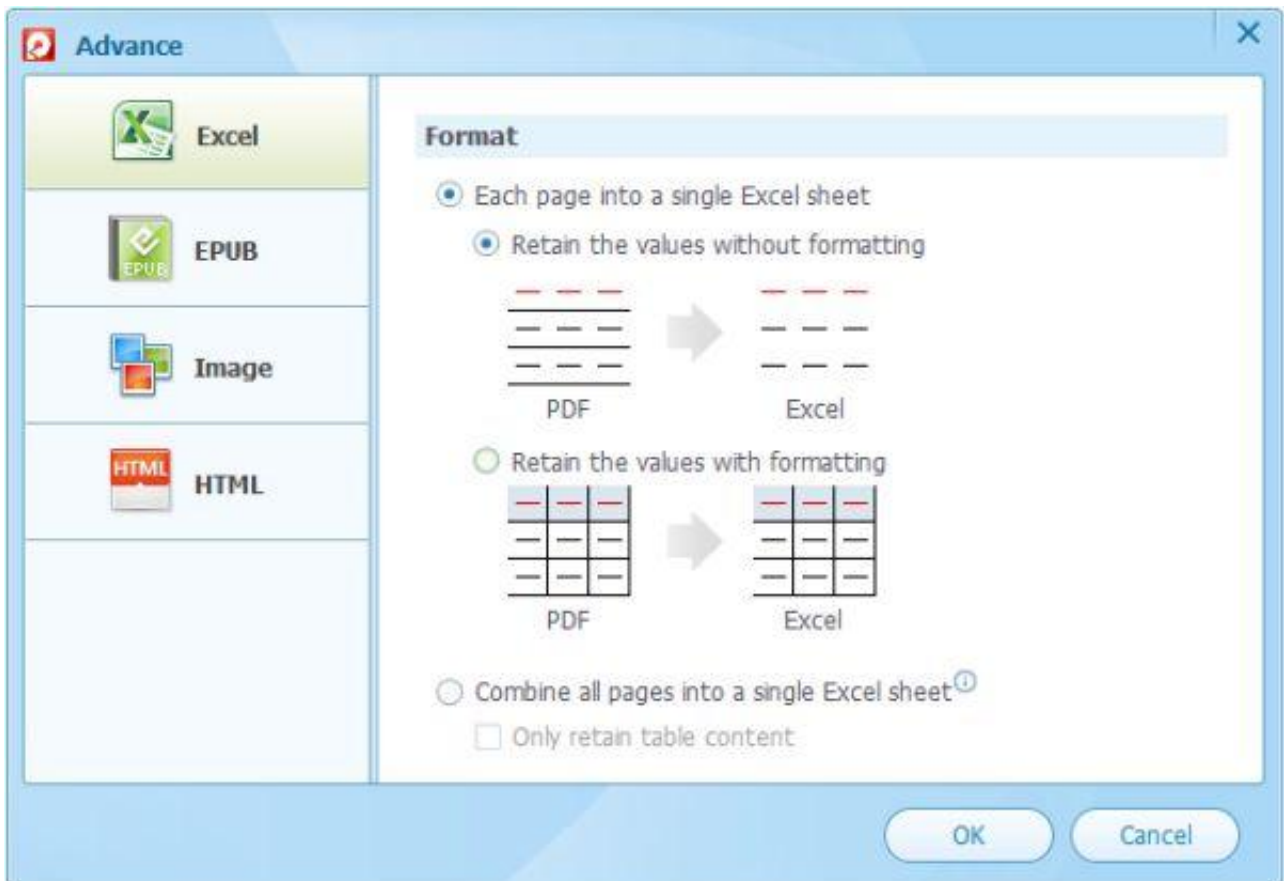 Advance
Excel
EPUB
EPUB
Image
HTML
HTML
Format
Each page into a single Excel sheet
Retain the values without formatting
PDF
Excel
Retain the values with formatting
PDF
Excel
Combine all pages into a single Excel sheet
Only retain table content
OK
Cancel